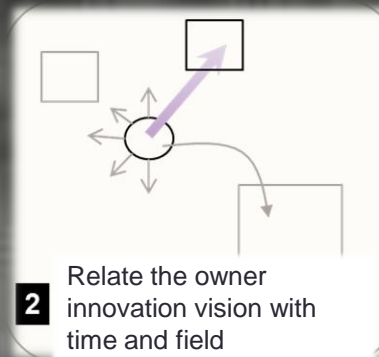 2
Relate the owner
innovation vision with
time and field